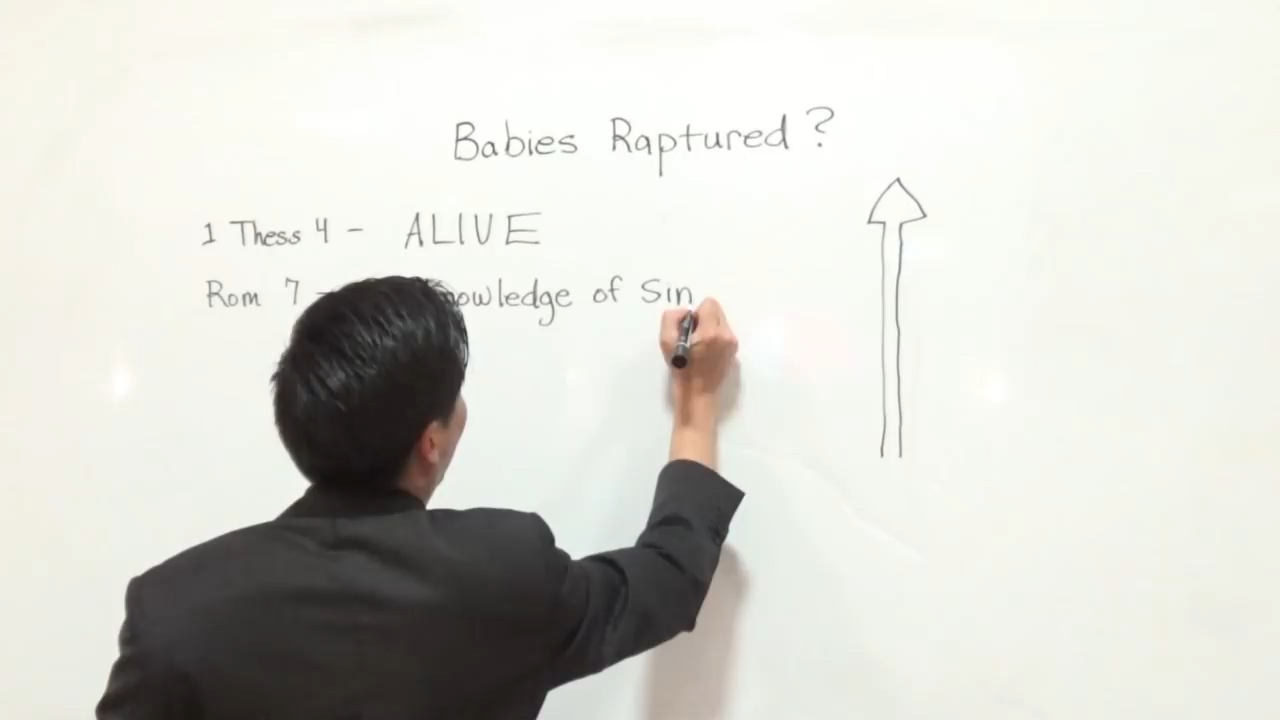 Babies Raptured?
1 Thess 4 - ALIVE
Rom 7 - of Sin